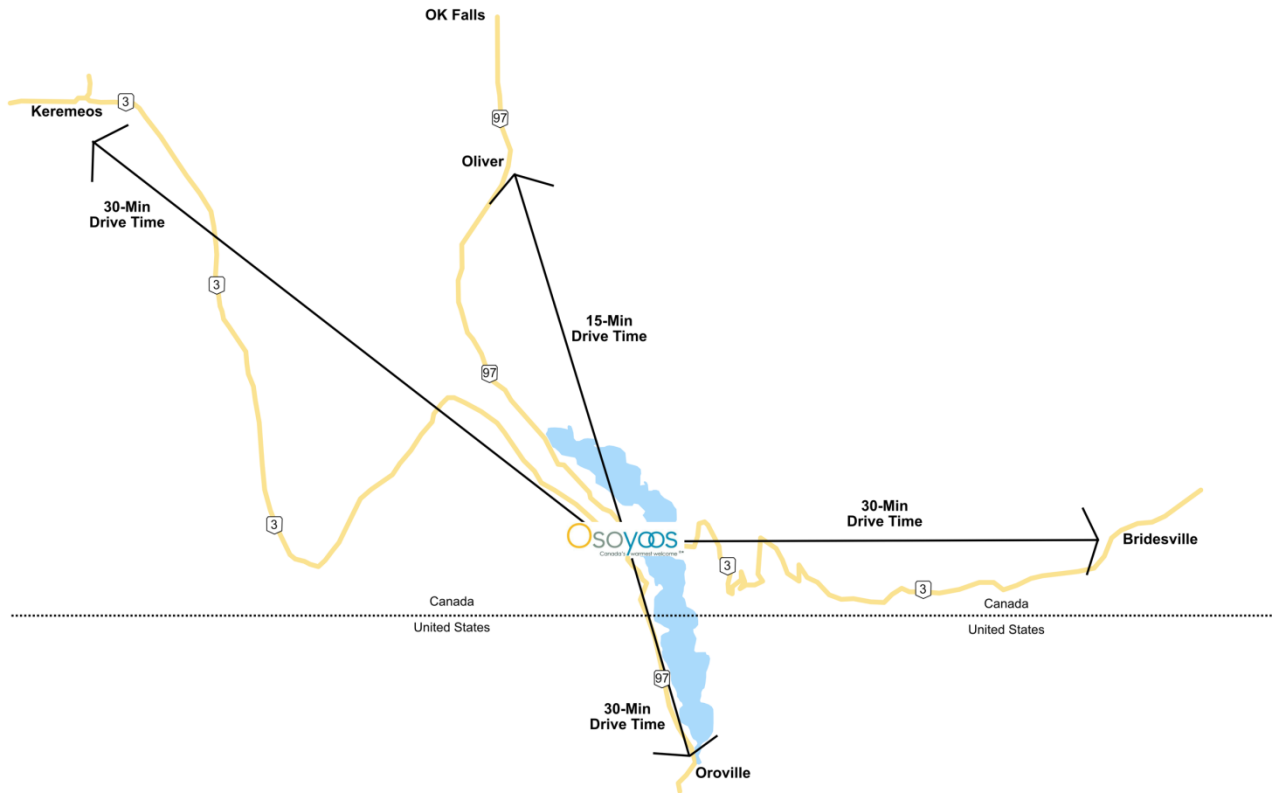 OK Falls
Keremeos
3
97
Oliver
30-Min
Drive Time
3
15-Min
Drive Time
97
3
Osoyoos
Canada's warmest welcome™
30-Min
Drive Time
Bridesville
3
3
Canada
United States
Canada
United States
97
30-Min
Drive Time
Oroville